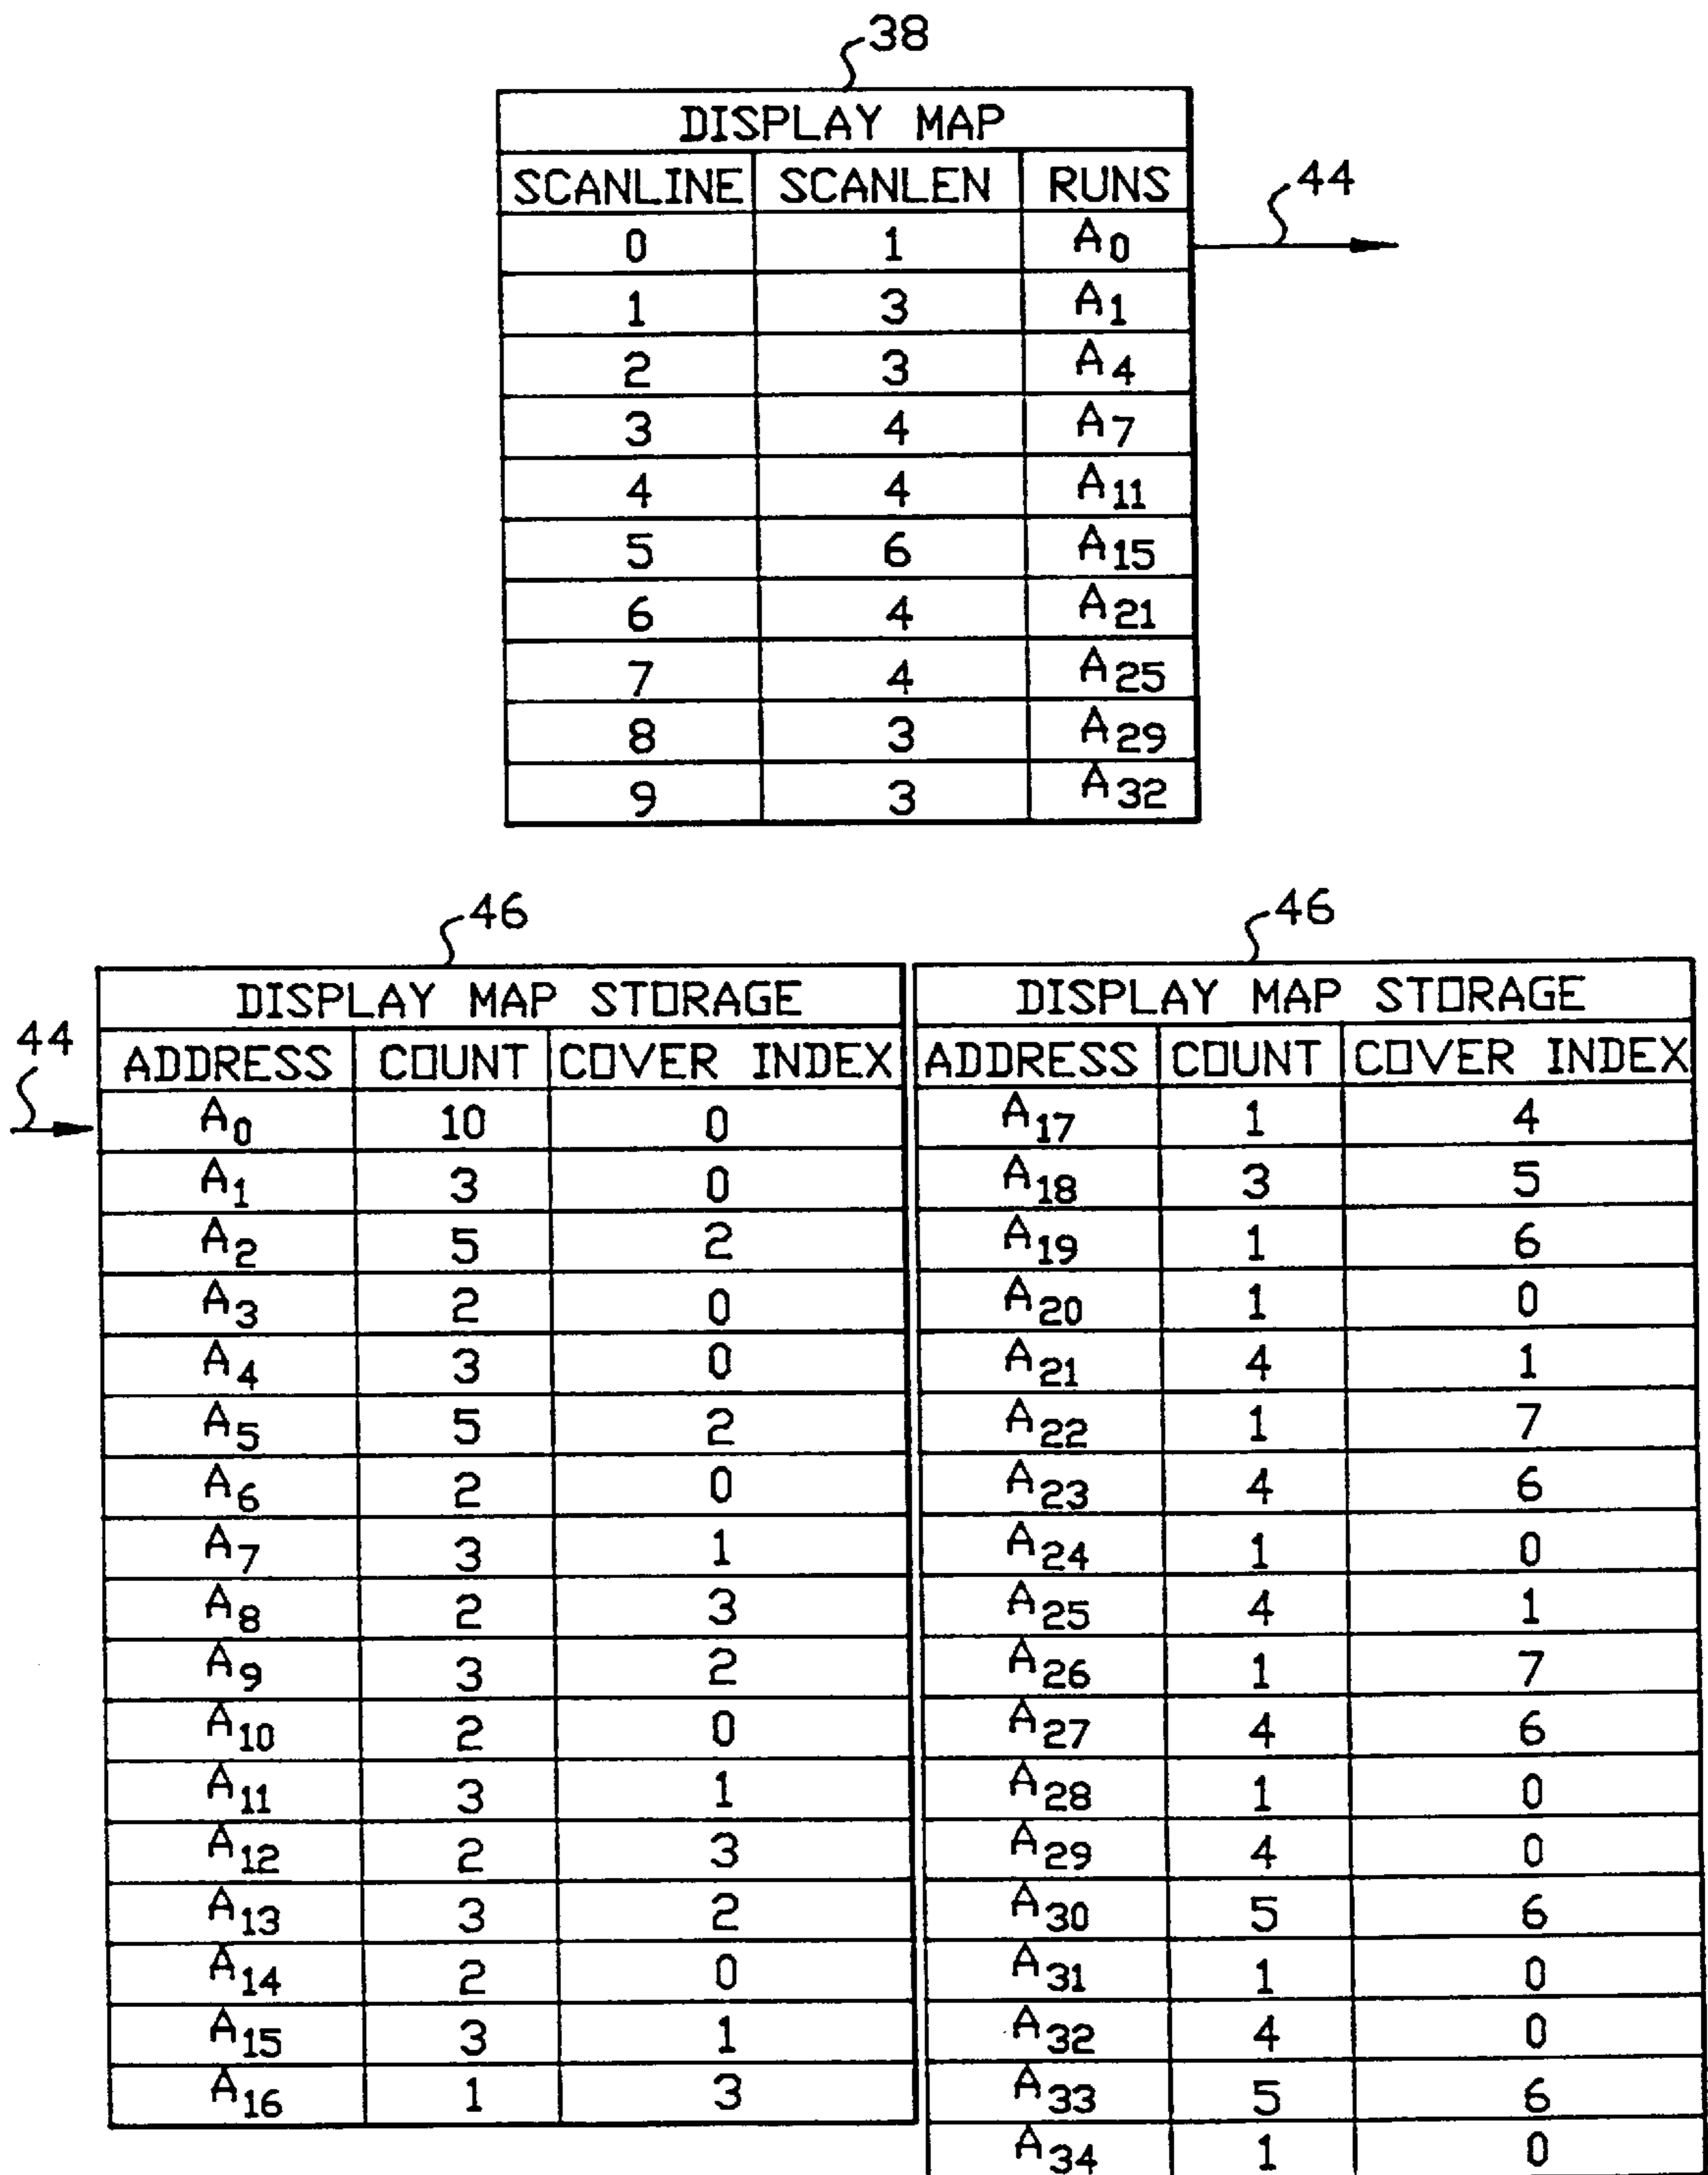 38
DISPLAY MAP
SCANLINE SCANLEN RUNS
44
0 1 A0
1 3 A1
2 3 A4
3 4 A7
4 4 A11
5 6 A15
6 4 A21
7 4 A25
8 3 A29
9 3 A32
46
DISPLAY MAP STORAGE
44
ADDRESS COUNT COVER INDEX
A0 10 0
A1 3 0
A2 5 2
A3 2 0
A4 3 0
A5 5 2
A6 2 0
A7 3 1
A8 2 3
A9 3 2
A10 2 0
A11 3 1
A12 2 3
A13 3 2
A14 2 0
A15 3 1
A16 1 3
46
DISPLAY MAP STORAGE
ADDRESS COUNT COVER INDEX
A17 1 4
A18 3 5
A19 1 6
A20 1 0
A21 4 1
A22 1 7
A23 4 6
A24 1 0
A25 4 1
A26 1 7
A27 4 6
A28 1 0
A29 4 0
A30 5 6
A31 1 0
A32 4 0
A33 5 6
A34 1 0